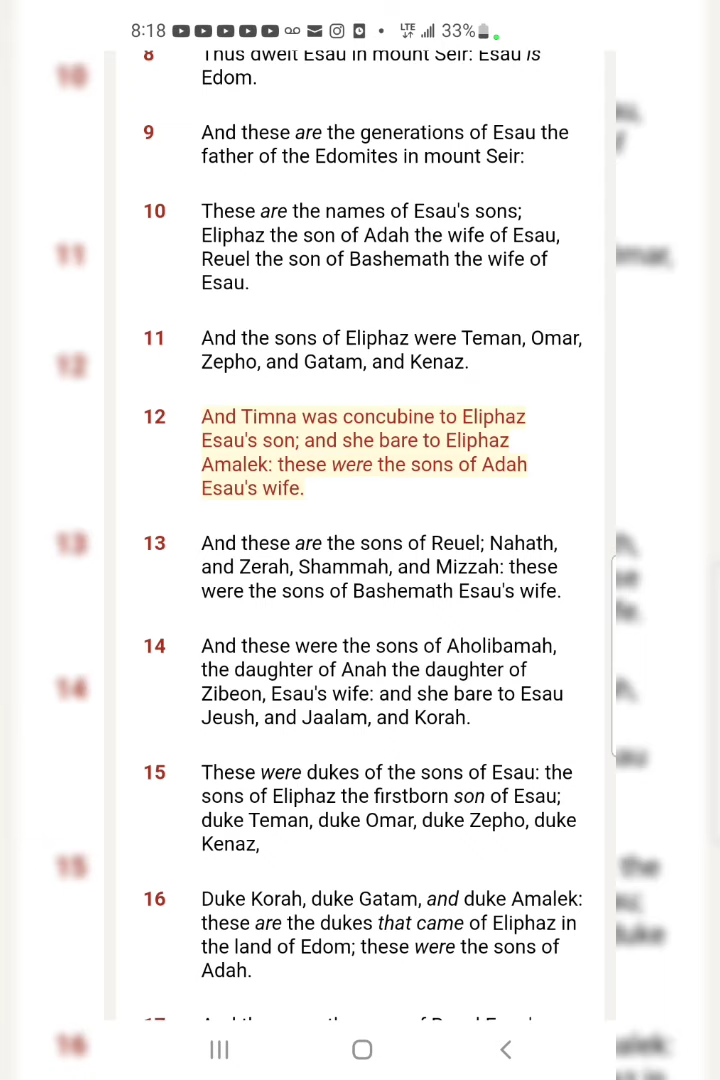 8:18 LTE 33%
8 Thus dwelt Esau in mount Seir: Esau is
Edom.
9 And these are the generations of Esau the
father of the Edomites in mount Seir:
10 These are the names of Esau's sons;
Eliphaz the son of Adah the wife of Esau,
Reuel the son of Bashemath the wife of
Esau.
11 And the sons of Eliphaz were Teman, Omar,
Zepho, and Gatam, and Kenaz.
12 And Timna was concubine to Eliphaz
Esau's son; and she bare to Eliphaz
Amalek: these were the sons of Adah
Esau's wife.
13 And these are the sons of Reuel; Nahath,
and Zerah, Shammah, and Mizzah: these
were the sons of Bashemath Esau's wife.
14 And these were the sons of Aholibamah,
the daughter of Anah the daughter of
Zibeon, Esau's wife: and she bare to Esau
Jeush, and Jaalam, and Korah.
15 These were dukes of the sons of Esau: the
sons of Eliphaz the firstborn son of Esau;
duke Teman, duke Omar, duke Zepho, duke
Kenaz,
16 Duke Korah, duke Gatam, and duke Amalek:
these are the dukes that came of Eliphaz in
the land of Edom; these were the sons of
Adah.